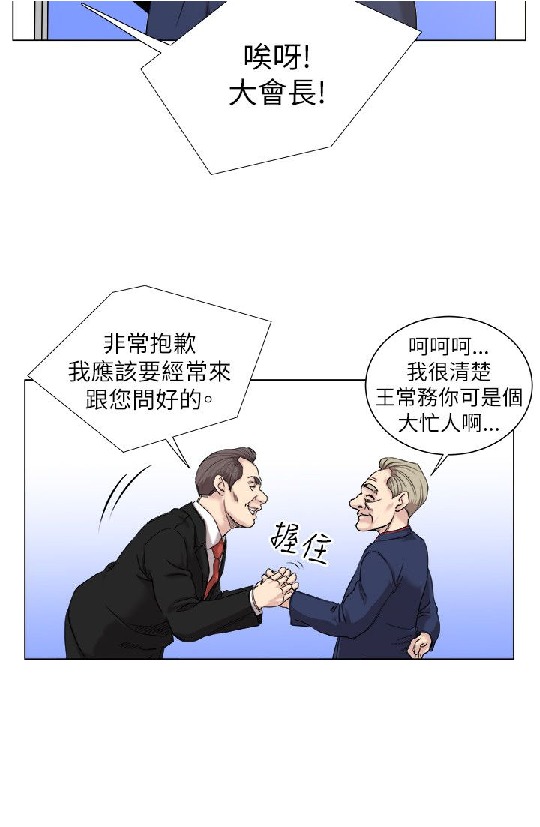 唉呀!
大會長!
非常抱歉
我應該要經常來
跟您問好的。
呵呵呵...
我很清楚
王常務你可是個
大忙人啊...
握住